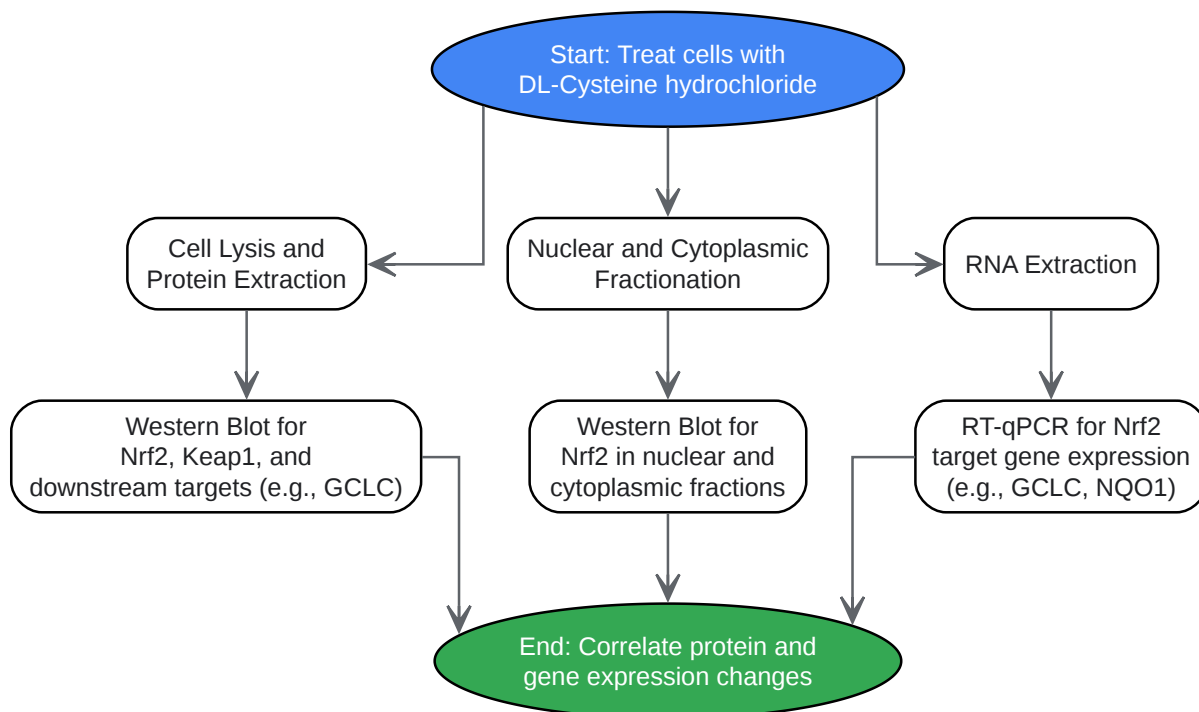 Start: Treat cells with
DL-Cysteine hydrochloride
Cell Lysis and
Protein Extraction
Nuclear and Cytoplasmic
Fractionation
RNA Extraction
Western Blot for
Nrf2, Keap1, and
downstream targets (e.g., GCLC)
Western Blot for
Nrf2 in nuclear and
cytoplasmic fractions
RT-qPCR for Nrf2
target gene expression
(e.g., GCLC, NQO1)
End: Correlate protein and
gene expression changes